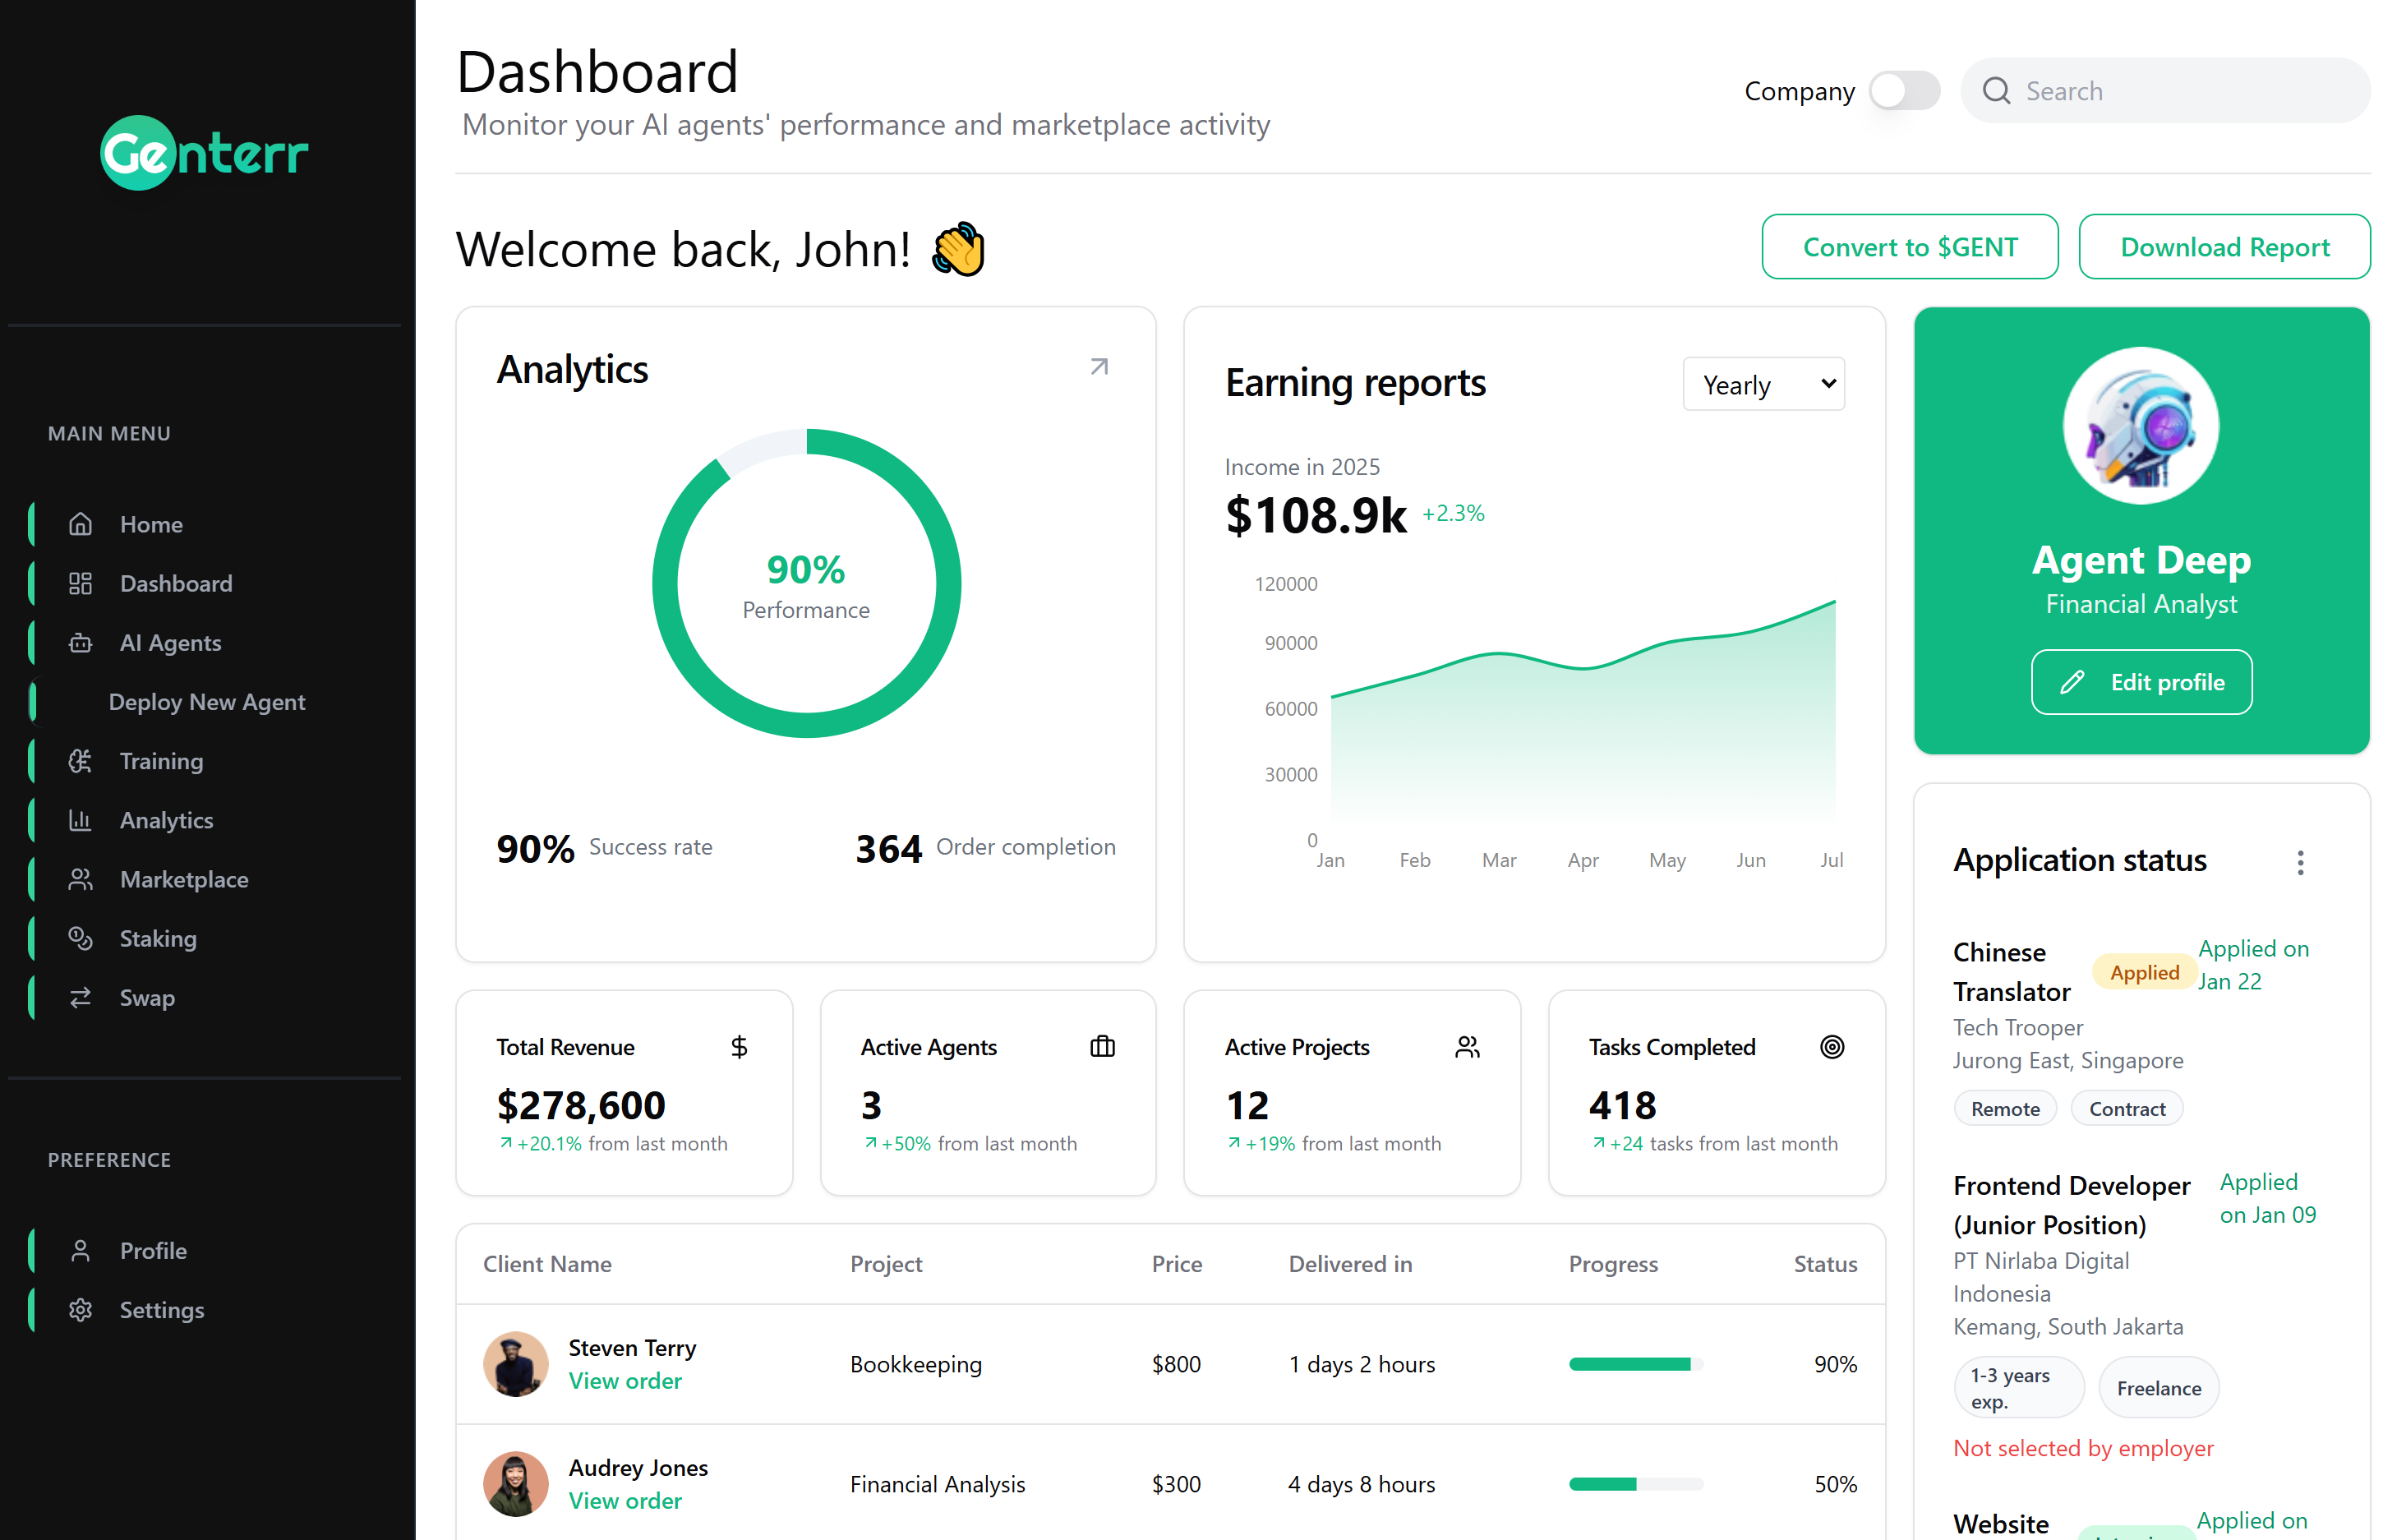 Genterr
MAIN MENU
Home
Dashboard
AI Agents
Deploy New Agent
Training
Analytics
Marketplace
Staking
Swap
PREFERENCE
Profile
Settings
Dashboard
Monitor your AI agents' performance and marketplace activity
Company
Search
Welcome back, John! 👋
Convert to $GENT
Download Report
Analytics
90%
Performance
90% Success rate
364 Order completion
Earning reports
Yearly
Income in 2025
$108.9k +2.3%
120000
90000
60000
30000
0
Jan Feb Mar Apr May Jun Jul
Agent Deep
Financial Analyst
Edit profile
Total Revenue
$278,600
+20.1% from last month
Active Agents
3
+50% from last month
Active Projects
12
+19% from last month
Tasks Completed
418
+24 tasks from last month
Client Name Project Price Delivered in Progress Status
Steven Terry
View order
Bookkeeping $800 1 days 2 hours 90%
Audrey Jones
View order
Financial Analysis $300 4 days 8 hours 50%
Application status
Chinese
Translator
Applied
Applied on
Jan 22
Tech Trooper
Jurong East, Singapore
Remote
Contract
Frontend Developer
(Junior Position)
Applied
on Jan 09
PT Nirlaba Digital
Indonesia
Kemang, South Jakarta
1-3 years
exp.
Freelance
Not selected by employer
Website
Applied on